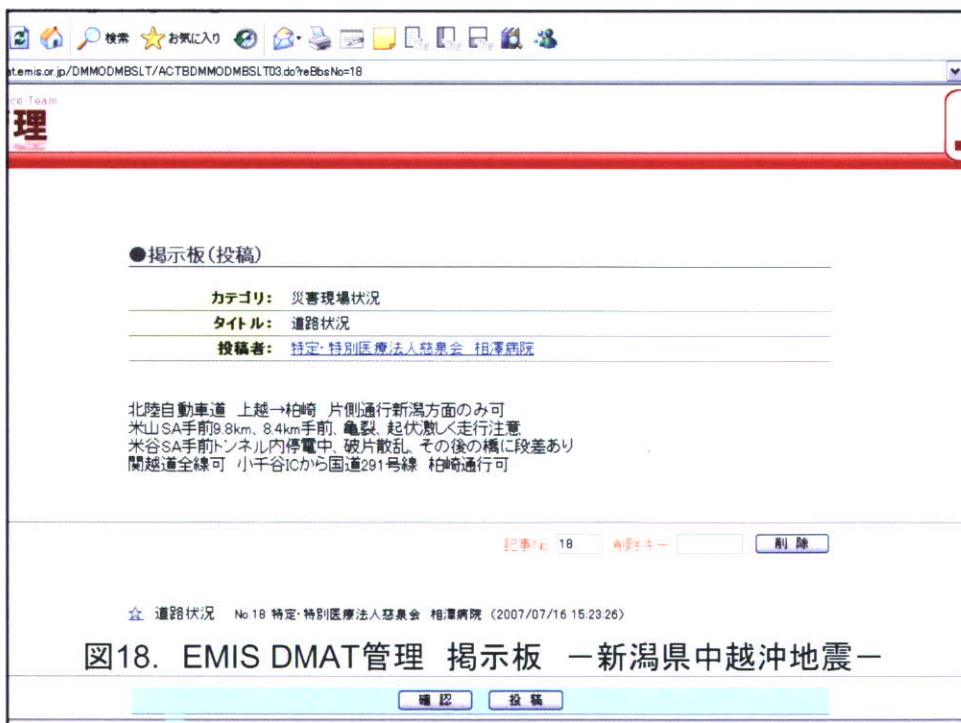 検索 お気に入り
at.emis.or.jp/DMMODMBSLT/ACTBDMMODMBSLT03.do?reBbsNo=18
ce Team
理
●掲示板(投稿)
カテゴリ: 災害現場状況
タイトル: 道路状況
投稿者: 特定・特別医療法人慈泉会 相澤病院
北陸自動車道 上越→柏崎 片側通行新潟方面のみ可
米山SA手前9.8km、8.4km手前、亀裂、起伏激しく走行注意
米谷SA手前トンネル内停電中、破片散乱、その後の橋に段差あり
関越道全線可 小千谷ICから国道291号線 柏崎通行可
記事No 18 削除キー 削除
☆ 道路状況 No.18 特定・特別医療法人慈泉会 相澤病院 (2007/07/16 15:23:26)
図18. EMIS DMAT管理 掲示板 －新潟県中越沖地震－
確認 投稿